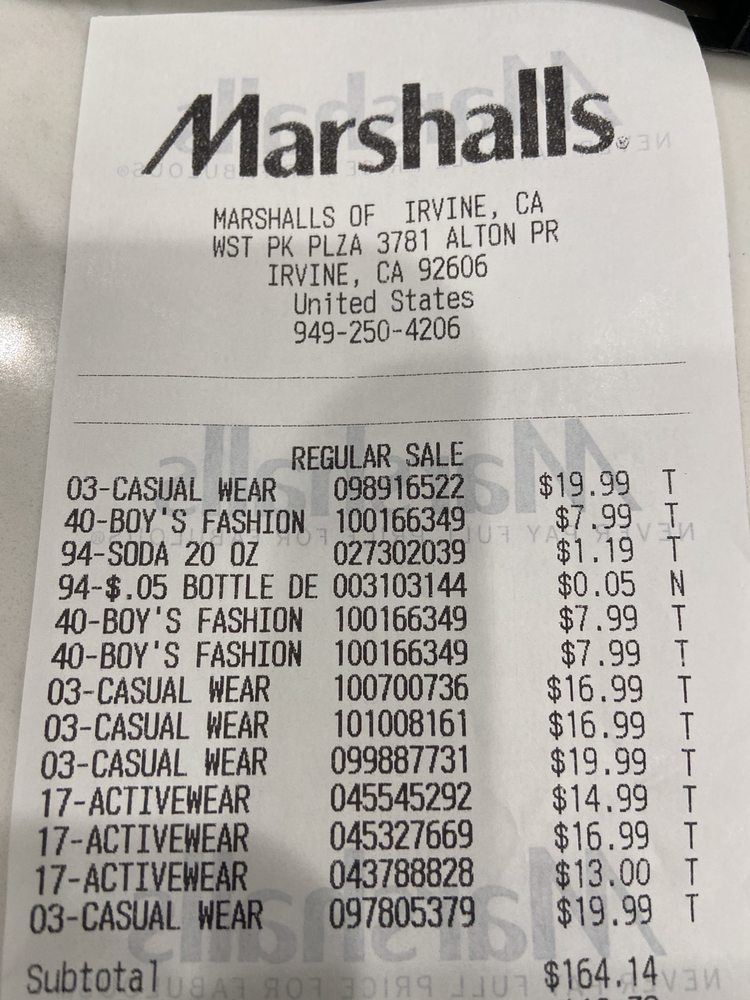 Marshalls®
MARSHALLS OF IRVINE, CA
WST PK PLZA 3781 ALTON PR
IRVINE, CA 92606
United States
949-250-4206
REGULAR SALE
03-CASUAL WEAR 098916522 $19.99 T
40-BOY'S FASHION 100166349 $7.99 T
94-SODA 20 OZ 027302039 $1.19 T
94-$.05 BOTTLE DE 003103144 $0.05 N
40-BOY'S FASHION 100166349 $7.99 T
40-BOY'S FASHION 100166349 $7.99 T
03-CASUAL WEAR 100700736 $16.99 T
03-CASUAL WEAR 101008161 $16.99 T
03-CASUAL WEAR 099887731 $19.99 T
17-ACTIVEWEAR 045545292 $14.99 T
17-ACTIVEWEAR 045327669 $16.99 T
17-ACTIVEWEAR 043788828 $13.00 T
03-CASUAL WEAR 097805379 $19.99 T
Subtotal $164.14